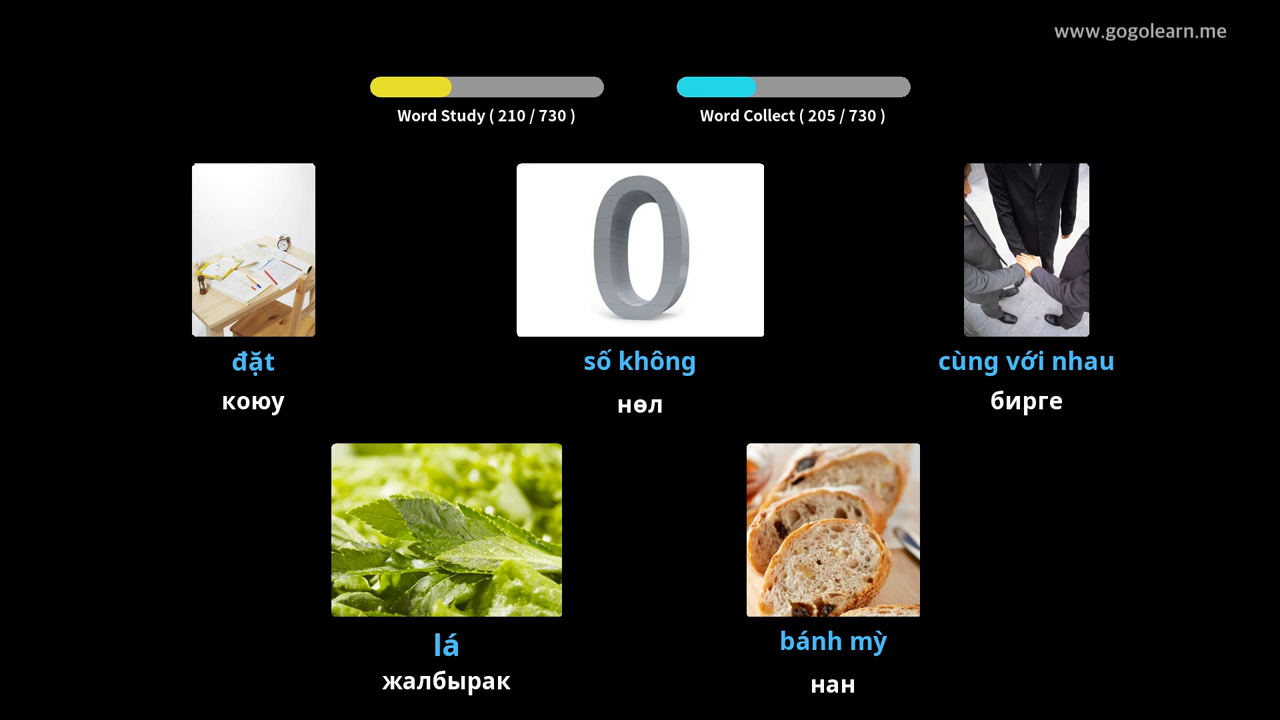 www.gogolearn.me
Word Study ( 210 / 730 )
Word Collect ( 205 / 730 )
đặt
коюу
số không
нөл
cùng với nhau
бирге
lá
жалбырак
bánh mỳ
нан